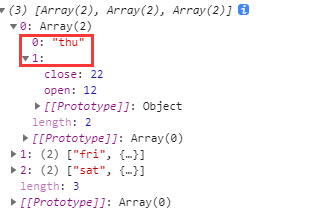 ▼(3) [Array(2), Array(2), Array(2)] i
▼0: Array(2)
0: "thu"
▼1:
close: 22
open: 12
▶[[Prototype]]: Object
length: 2
▶[[Prototype]]: Array(0)
▶1: (2) ["fri", {…}]
▶2: (2) ["sat", {…}]
length: 3
▶[[Prototype]]: Array(0)